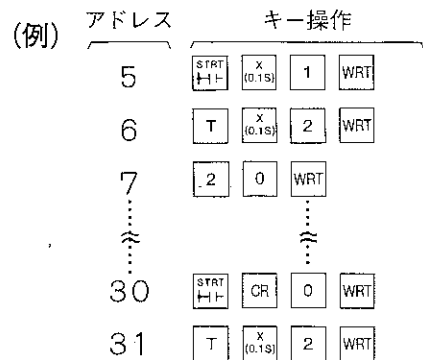 (例) アドレス キー操作
5 STRT X (0.1S) 1 WRT
6 T X (0.1S) 2 WRT
7 2 0 WRT
30 STRT CR 0 WRT
31 T X (0.1S) 2 WRT